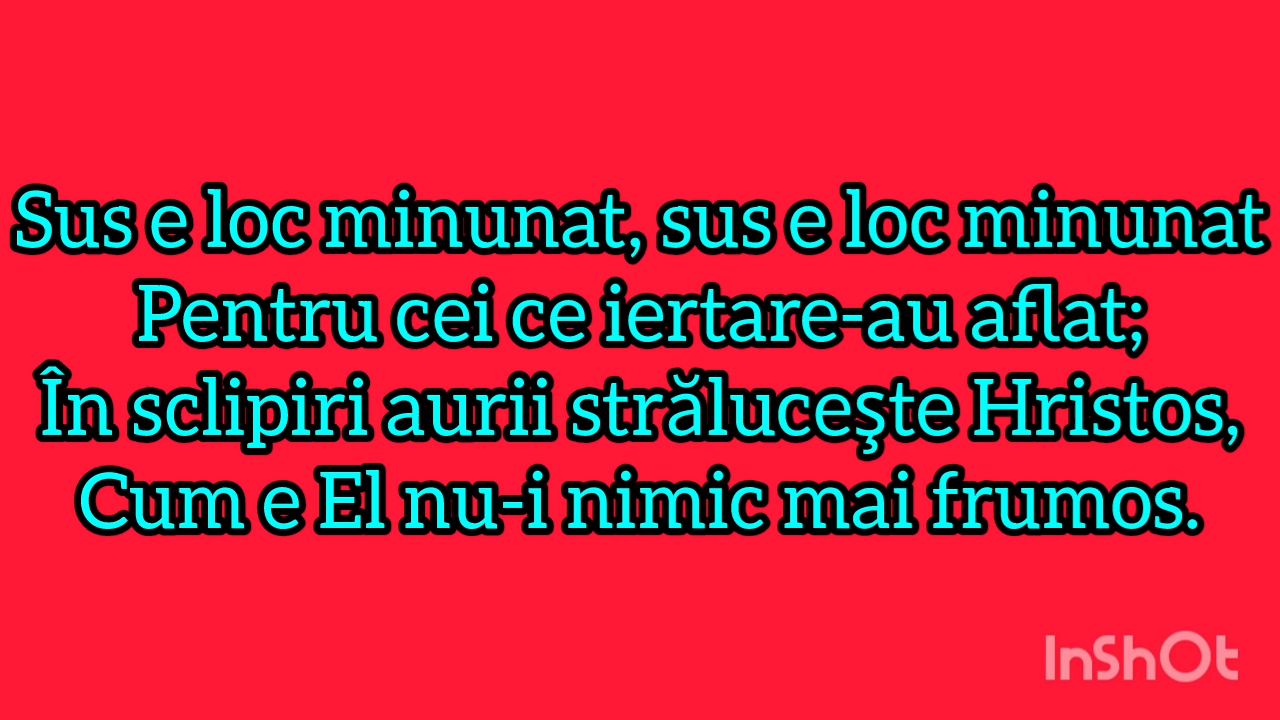 Sus e loc minunat, sus e loc minunat
Pentru cei ce iertare-au aflat;
În sclipiri aurii străluceşte Hristos,
Cum e El nu-i nimic mai frumos.
InShOt